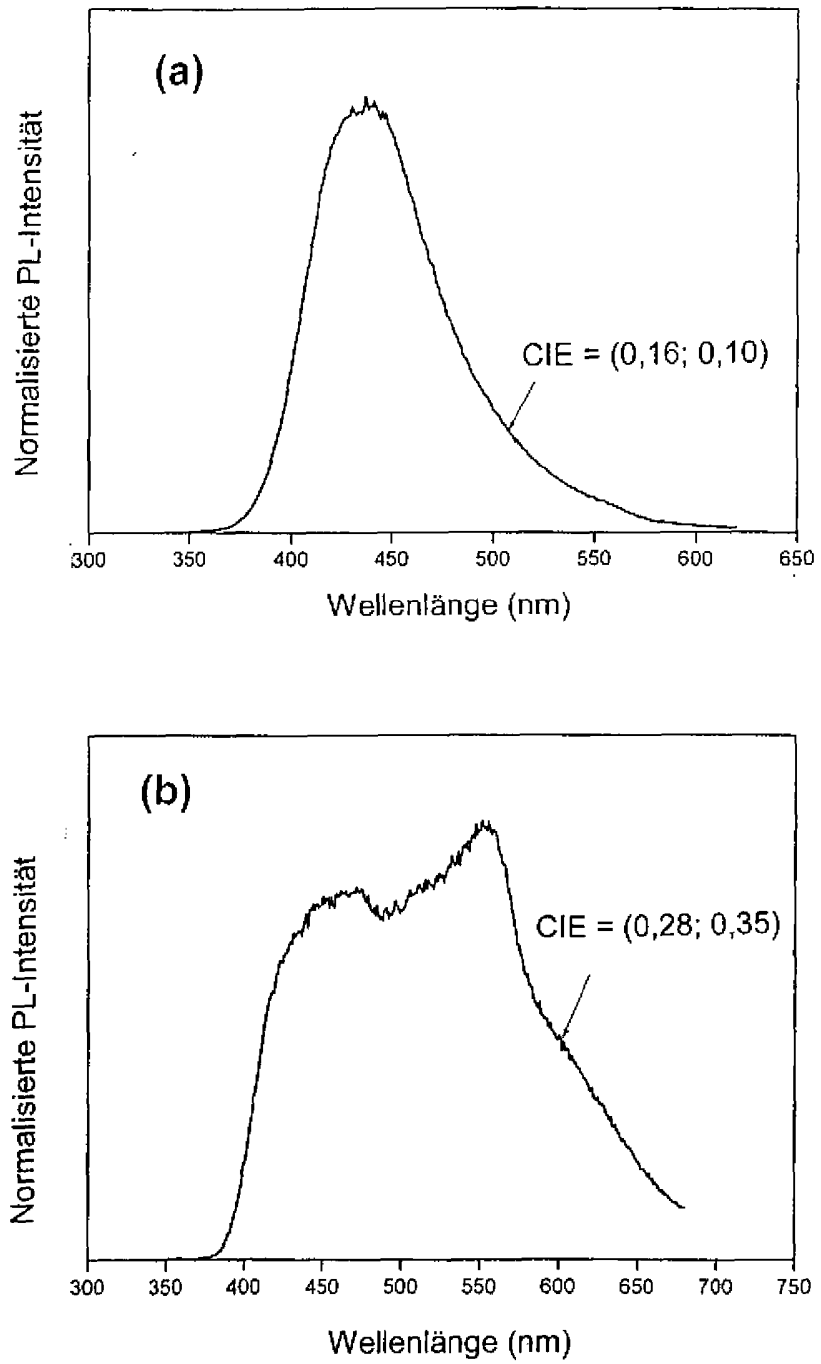 (a)
Normalisierte PL-Intensität
CIE = (0,16; 0,10)
300 350 400 450 500 550 600 650
Wellenlänge (nm)
(b)
Normalisierte PL-Intensität
CIE = (0,28; 0,35)
300 350 400 450 500 550 600 650 700 750
Wellenlänge (nm)